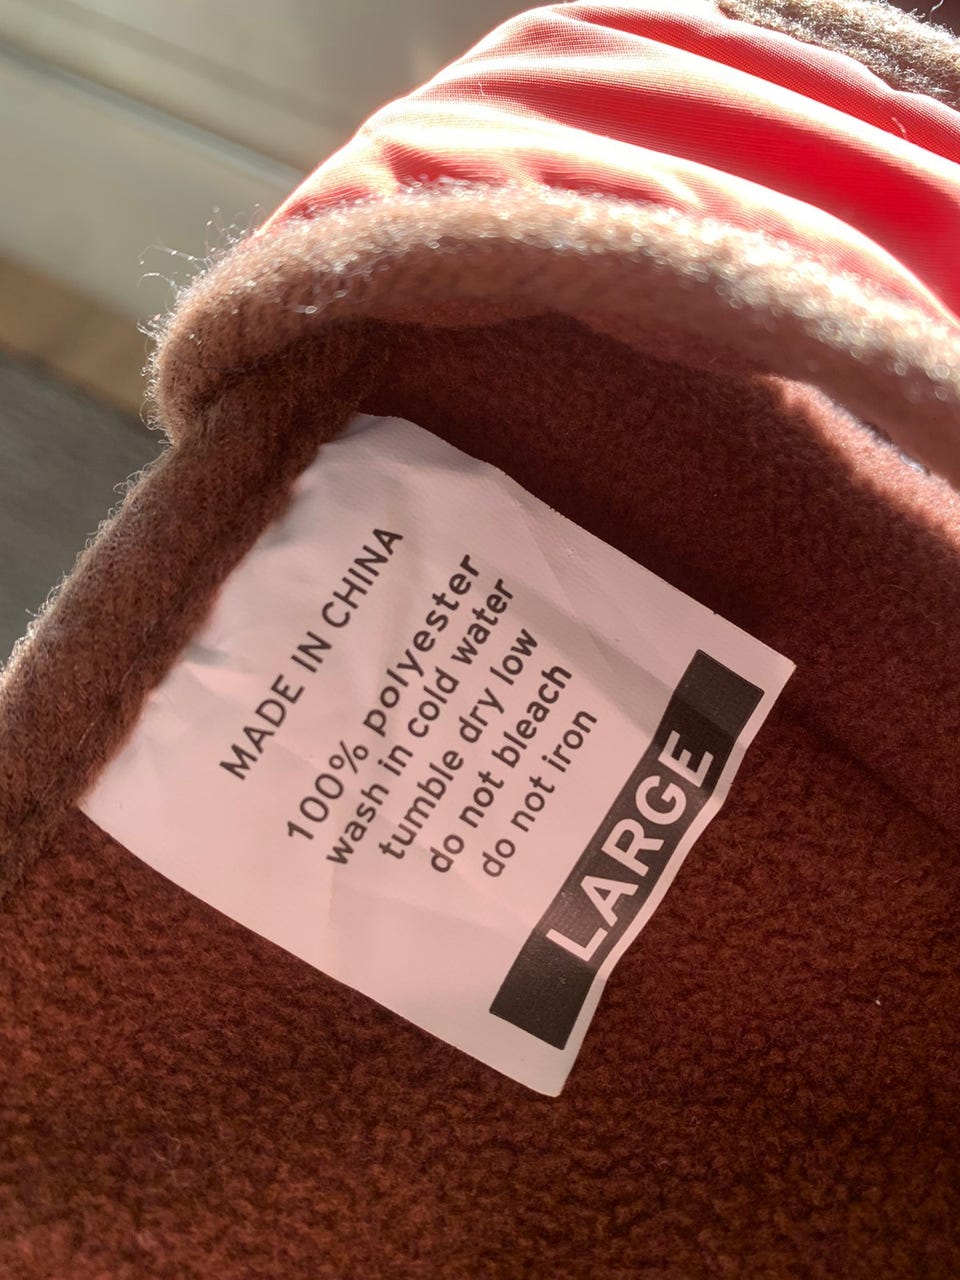 MADE IN CHINA
100% polyester
wash in cold water
tumble dry low
do not bleach
do not iron
LARGE